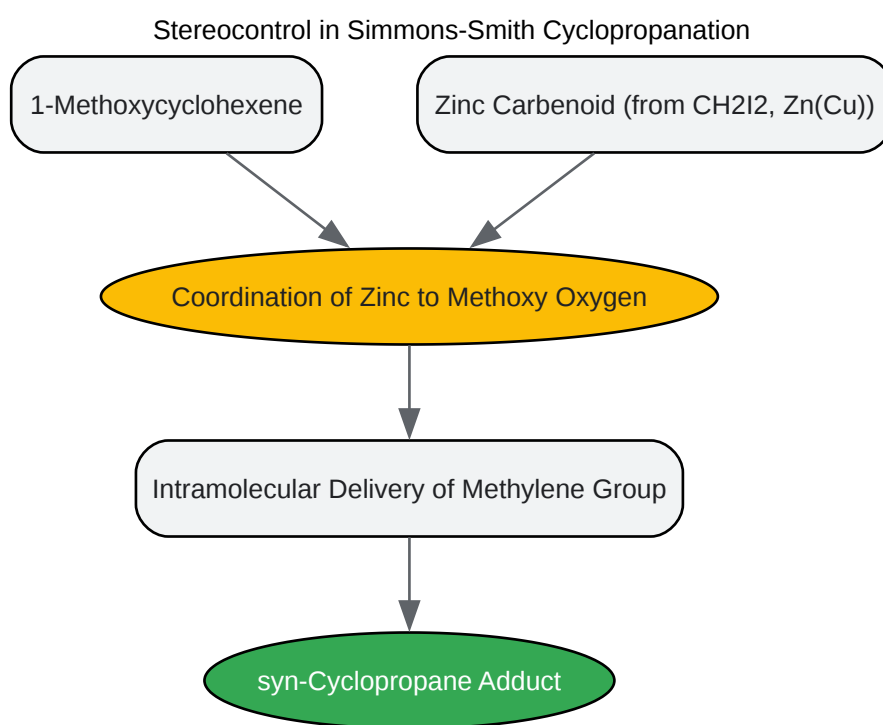 Stereocontrol in Simmons-Smith Cyclopropanation
1-Methoxycyclohexene
Zinc Carbenoid (from CH2I2, Zn(Cu))
Coordination of Zinc to Methoxy Oxygen
Intramolecular Delivery of Methylene Group
syn-Cyclopropane Adduct